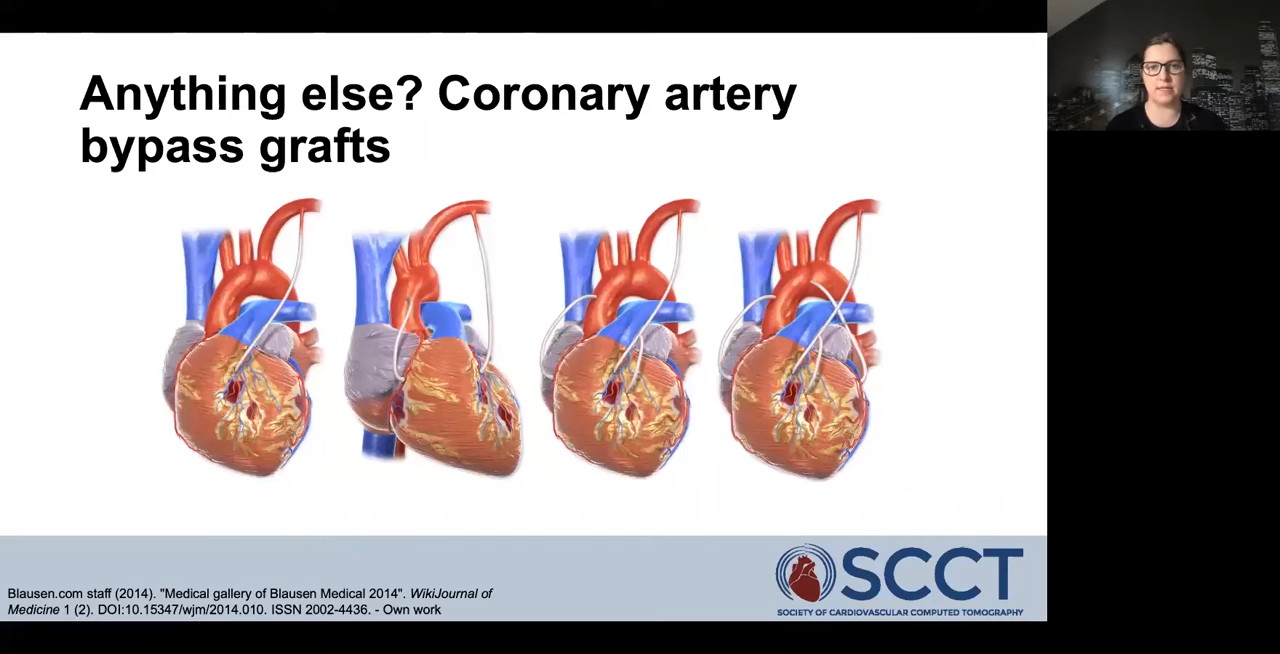 Anything else? Coronary artery
bypass grafts
Blausen.com staff (2014). "Medical gallery of Blausen Medical 2014". WikiJournal of
Medicine 1 (2). DOI:10.15347/wjm/2014.010. ISSN 2002-4436. - Own work
SCCT
SOCIETY OF CARDIOVASCULAR COMPUTED TOMOGRAPHY